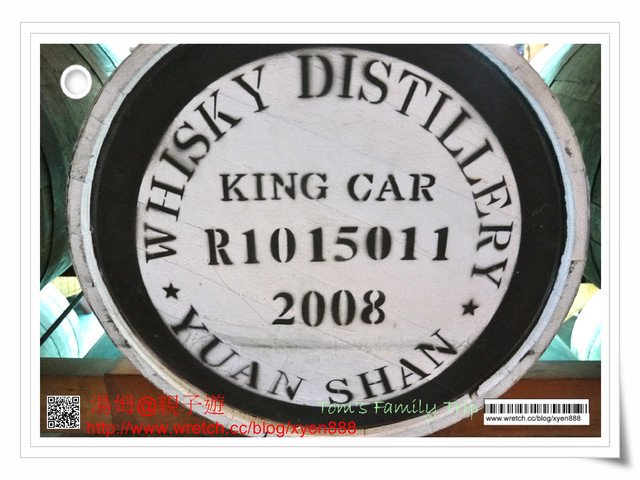 WHISKY DISTILLERY
KING CAR
R1015011
2008
★ YUAN SHAN ★
湯姆@親子遊
Tom's Family Trip
http://www.wretch.cc/blog/xyen888
www.wretch.cc/blog/xyen888